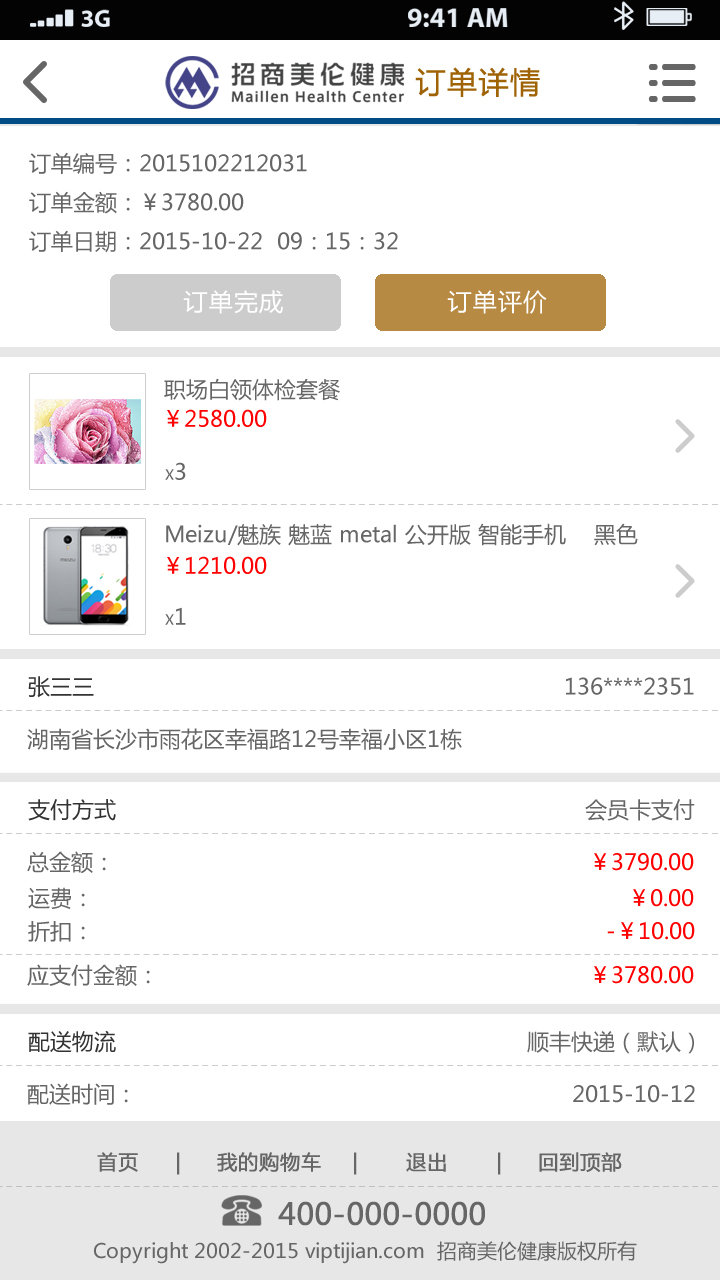 3G 9:41 AM
招商美伦健康 订单详情
Maillen Health Center
订单编号：2015102212031
订单金额：￥3780.00
订单日期：2015-10-22 09：15：32
订单完成 订单评价
职场白领体检套餐
￥2580.00
x3
Meizu/魅族 魅蓝 metal 公开版 智能手机 黑色
￥1210.00
x1
张三三 136****2351
湖南省长沙市雨花区幸福路12号幸福小区1栋
支付方式 会员卡支付
总金额： ￥3790.00
运费： ￥0.00
折扣： -￥10.00
应支付金额： ￥3780.00
配送物流 顺丰快递（默认）
配送时间： 2015-10-12
首页 | 我的购物车 | 退出 | 回到顶部
400-000-0000
Copyright 2002-2015 viptijian.com 招商美伦健康版权所有